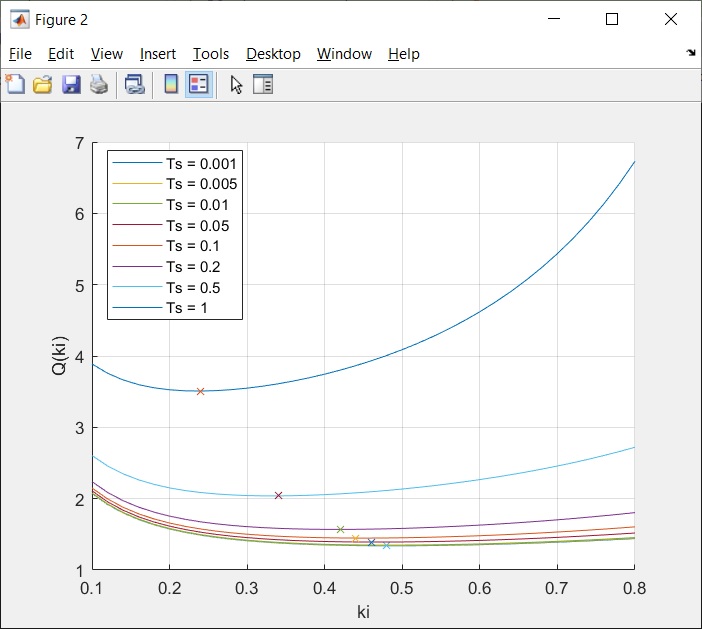 Figure 2
File Edit View Insert Tools Desktop Window Help
7
6
5
4
3
2
1
Q(ki)
Ts = 0.001
Ts = 0.005
Ts = 0.01
Ts = 0.05
Ts = 0.1
Ts = 0.2
Ts = 0.5
Ts = 1
0.1 0.2 0.3 0.4 0.5 0.6 0.7 0.8
ki